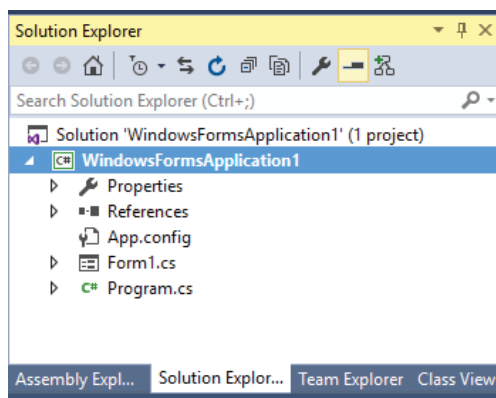 Solution Explorer
Search Solution Explorer (Ctrl+;)
Solution 'WindowsFormsApplication1' (1 project)
C# WindowsFormsApplication1
Properties
References
App.config
Form1.cs
C# Program.cs
Assembly Expl... Solution Explor... Team Explorer Class View